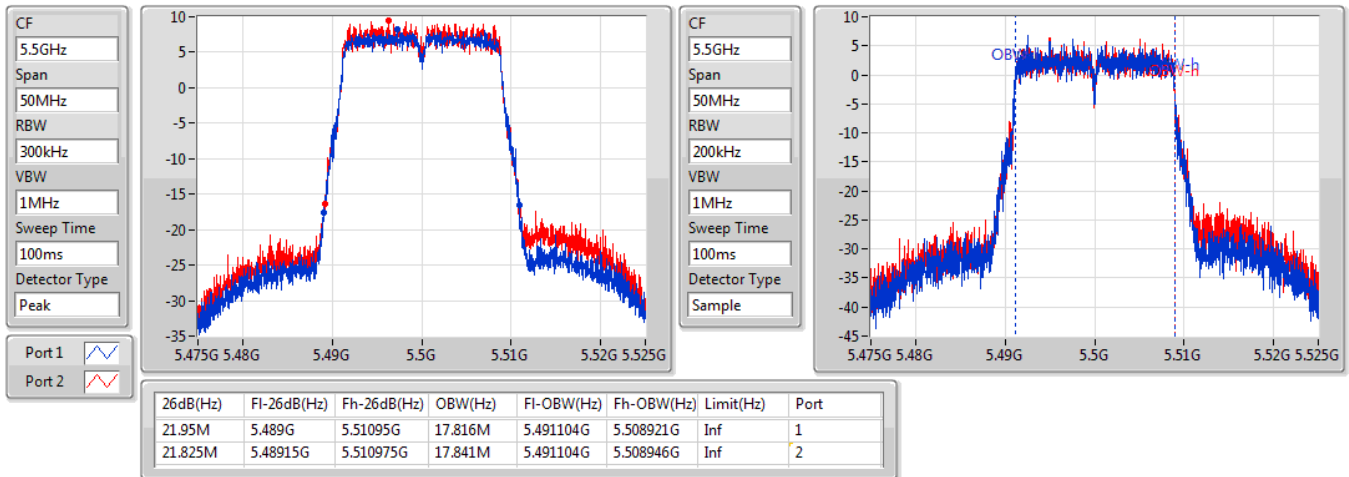 CF
5.5GHz
Span
50MHz
RBW
300kHz
VBW
1MHz
Sweep Time
100ms
Detector Type
Peak
Port 1
Port 2
10
5
0
-5
-10
-15
-20
-25
-30
-35
5.475G 5.48G 5.49G 5.5G 5.51G 5.52G 5.525G
CF
5.5GHz
Span
50MHz
RBW
200kHz
VBW
1MHz
Sweep Time
100ms
Detector Type
Sample
10
5
0
-5
-10
-15
-20
-25
-30
-35
-40
-45
5.475G 5.48G 5.49G 5.5G 5.51G 5.52G 5.525G
26dB(Hz) Fl-26dB(Hz) Fh-26dB(Hz) OBW(Hz) Fl-OBW(Hz) Fh-OBW(Hz) Limit(Hz) Port
21.95M 5.489G 5.51095G 17.816M 5.491104G 5.508921G Inf 1
21.825M 5.48915G 5.510975G 17.841M 5.491104G 5.508946G Inf 2